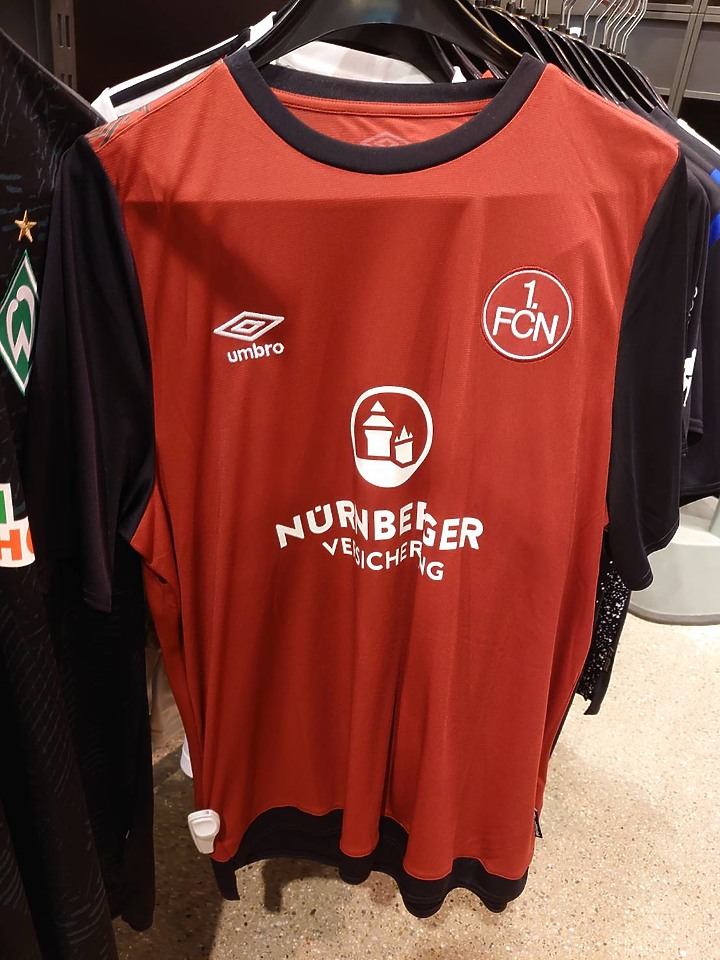 umbro
1.
FCN
NÜRNBERGER
VERSICHERUNG
W